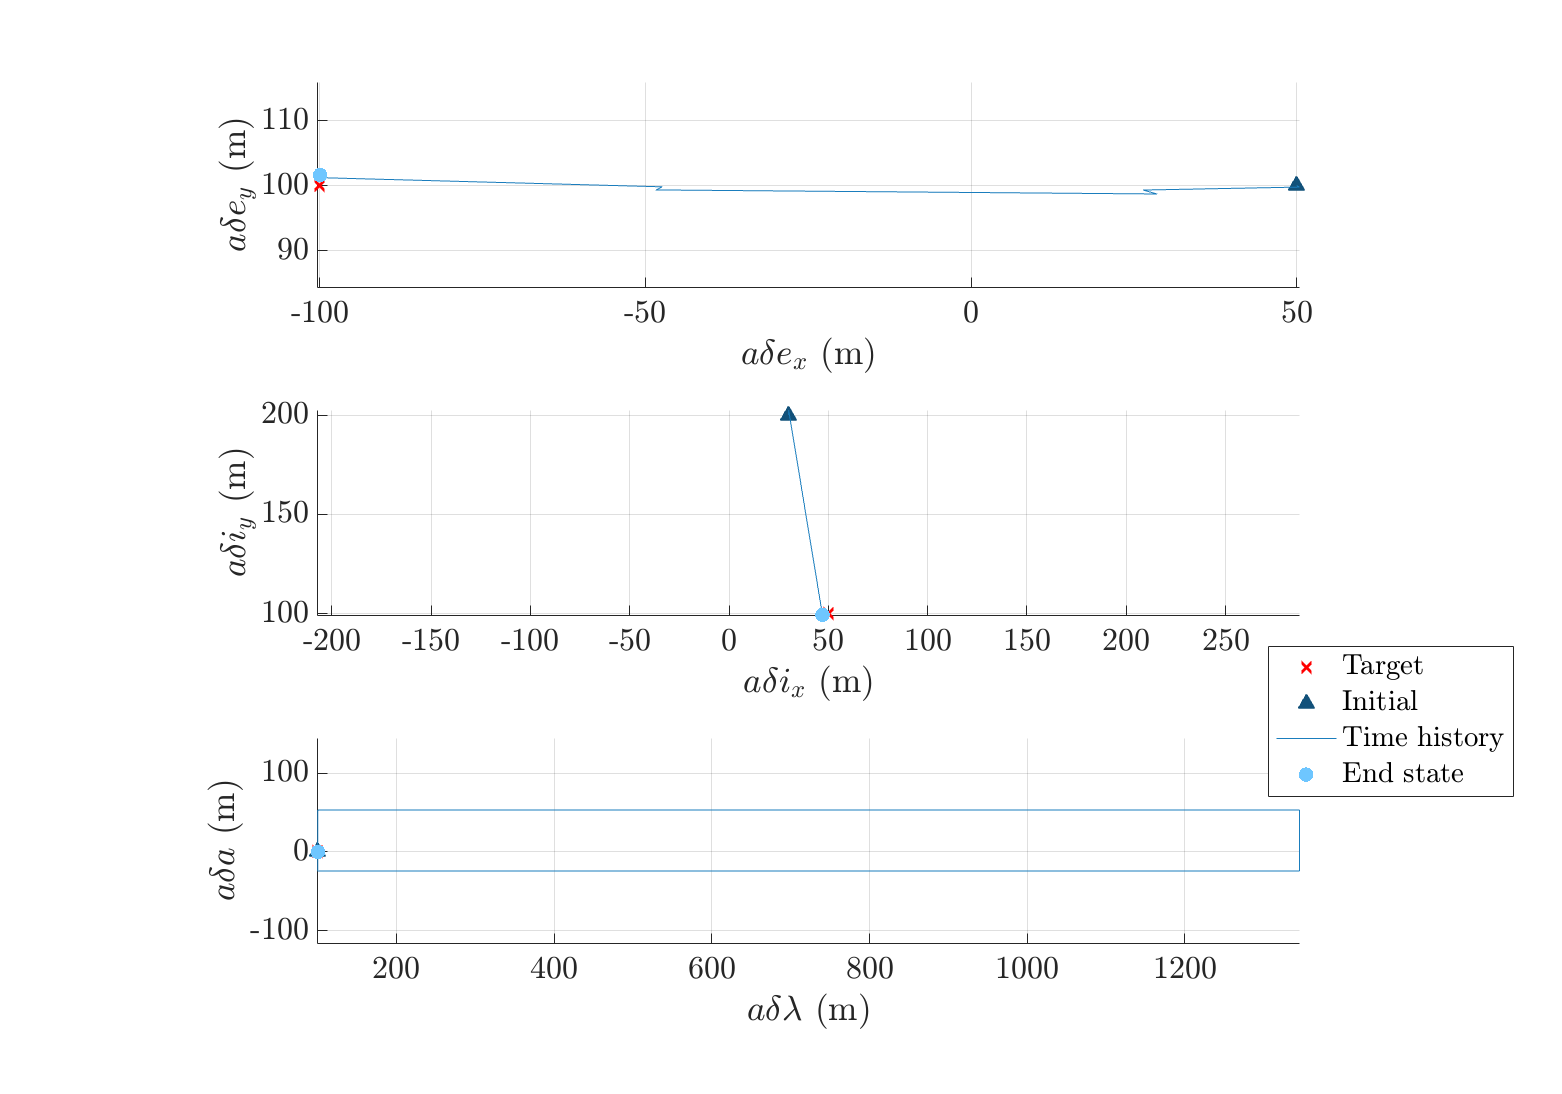 110
100
90
aδe_y (m)
-100 -50 0 50
aδe_x (m)
200
150
100
aδi_y (m)
-200 -150 -100 -50 0 50 100 150 200 250
aδi_x (m)
Target
Initial
Time history
End state
100
0
-100
aδa (m)
200 400 600 800 1000 1200
aδλ (m)